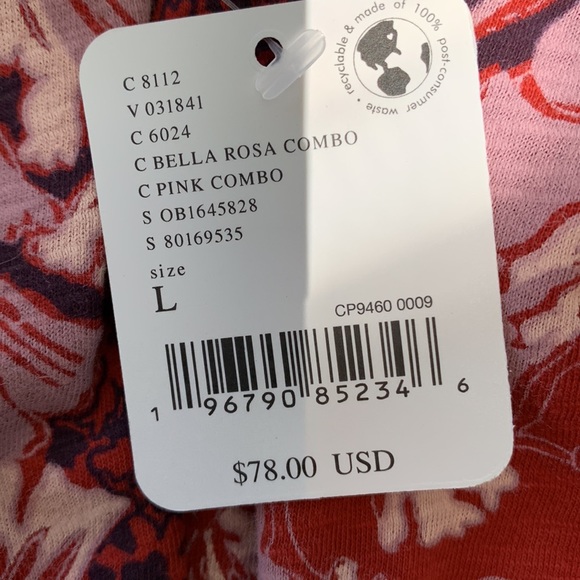 recyclable & made of 100% post-consumer waste •
C 8112
V 031841
C 6024
C BELLA ROSA COMBO
C PINK COMBO
S OB1645828
S 80169535
size
L
CP9460 0009
1 96790 85234 6
$78.00 USD